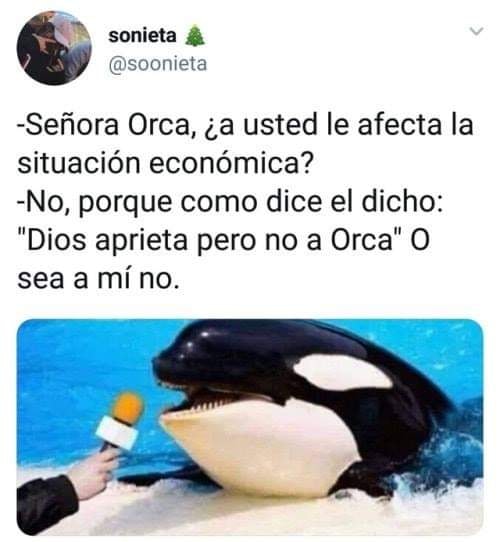 sonieta 🎄
@soonieta
-Señora Orca, ¿a usted le afecta la
situación económica?
-No, porque como dice el dicho:
"Dios aprieta pero no a Orca" O
sea a mí no.